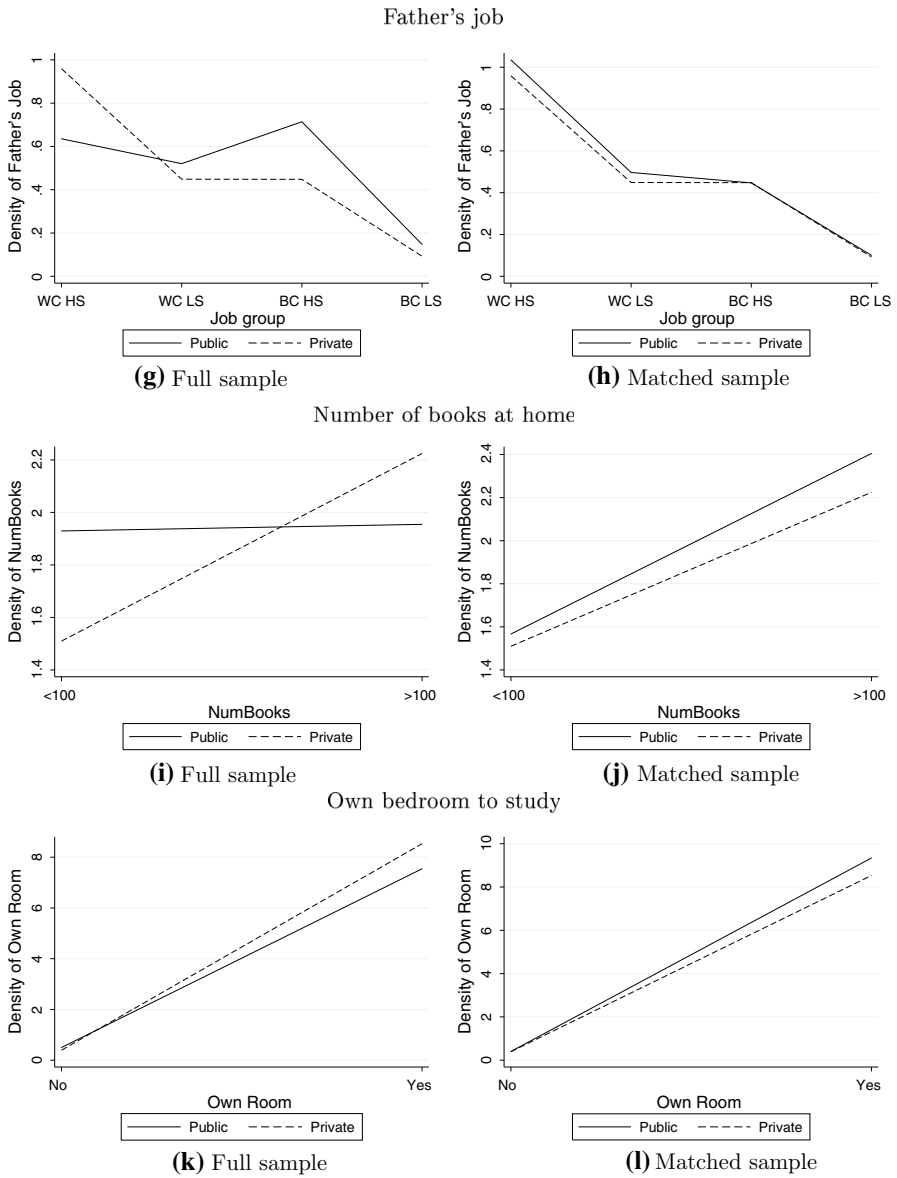 Father's job
Density of Father's Job
0 .2 .4 .6 .8 1
WC HS WC LS BC HS BC LS
Job group
Public Private
(g) Full sample
Density of Father's Job
0 .2 .4 .6 .8 1
WC HS WC LS BC HS BC LS
Job group
Public Private
(h) Matched sample
Number of books at home
Density of NumBooks
1.4 1.6 1.8 2 2.2
<100 >100
NumBooks
Public Private
(i) Full sample
Density of NumBooks
1.4 1.6 1.8 2 2.2 2.4
<100 >100
NumBooks
Public Private
(j) Matched sample
Own bedroom to study
Density of Own Room
0 2 4 6 8
No Yes
Own Room
Public Private
(k) Full sample
Density of Own Room
0 2 4 6 8 10
No Yes
Own Room
Public Private
(l) Matched sample